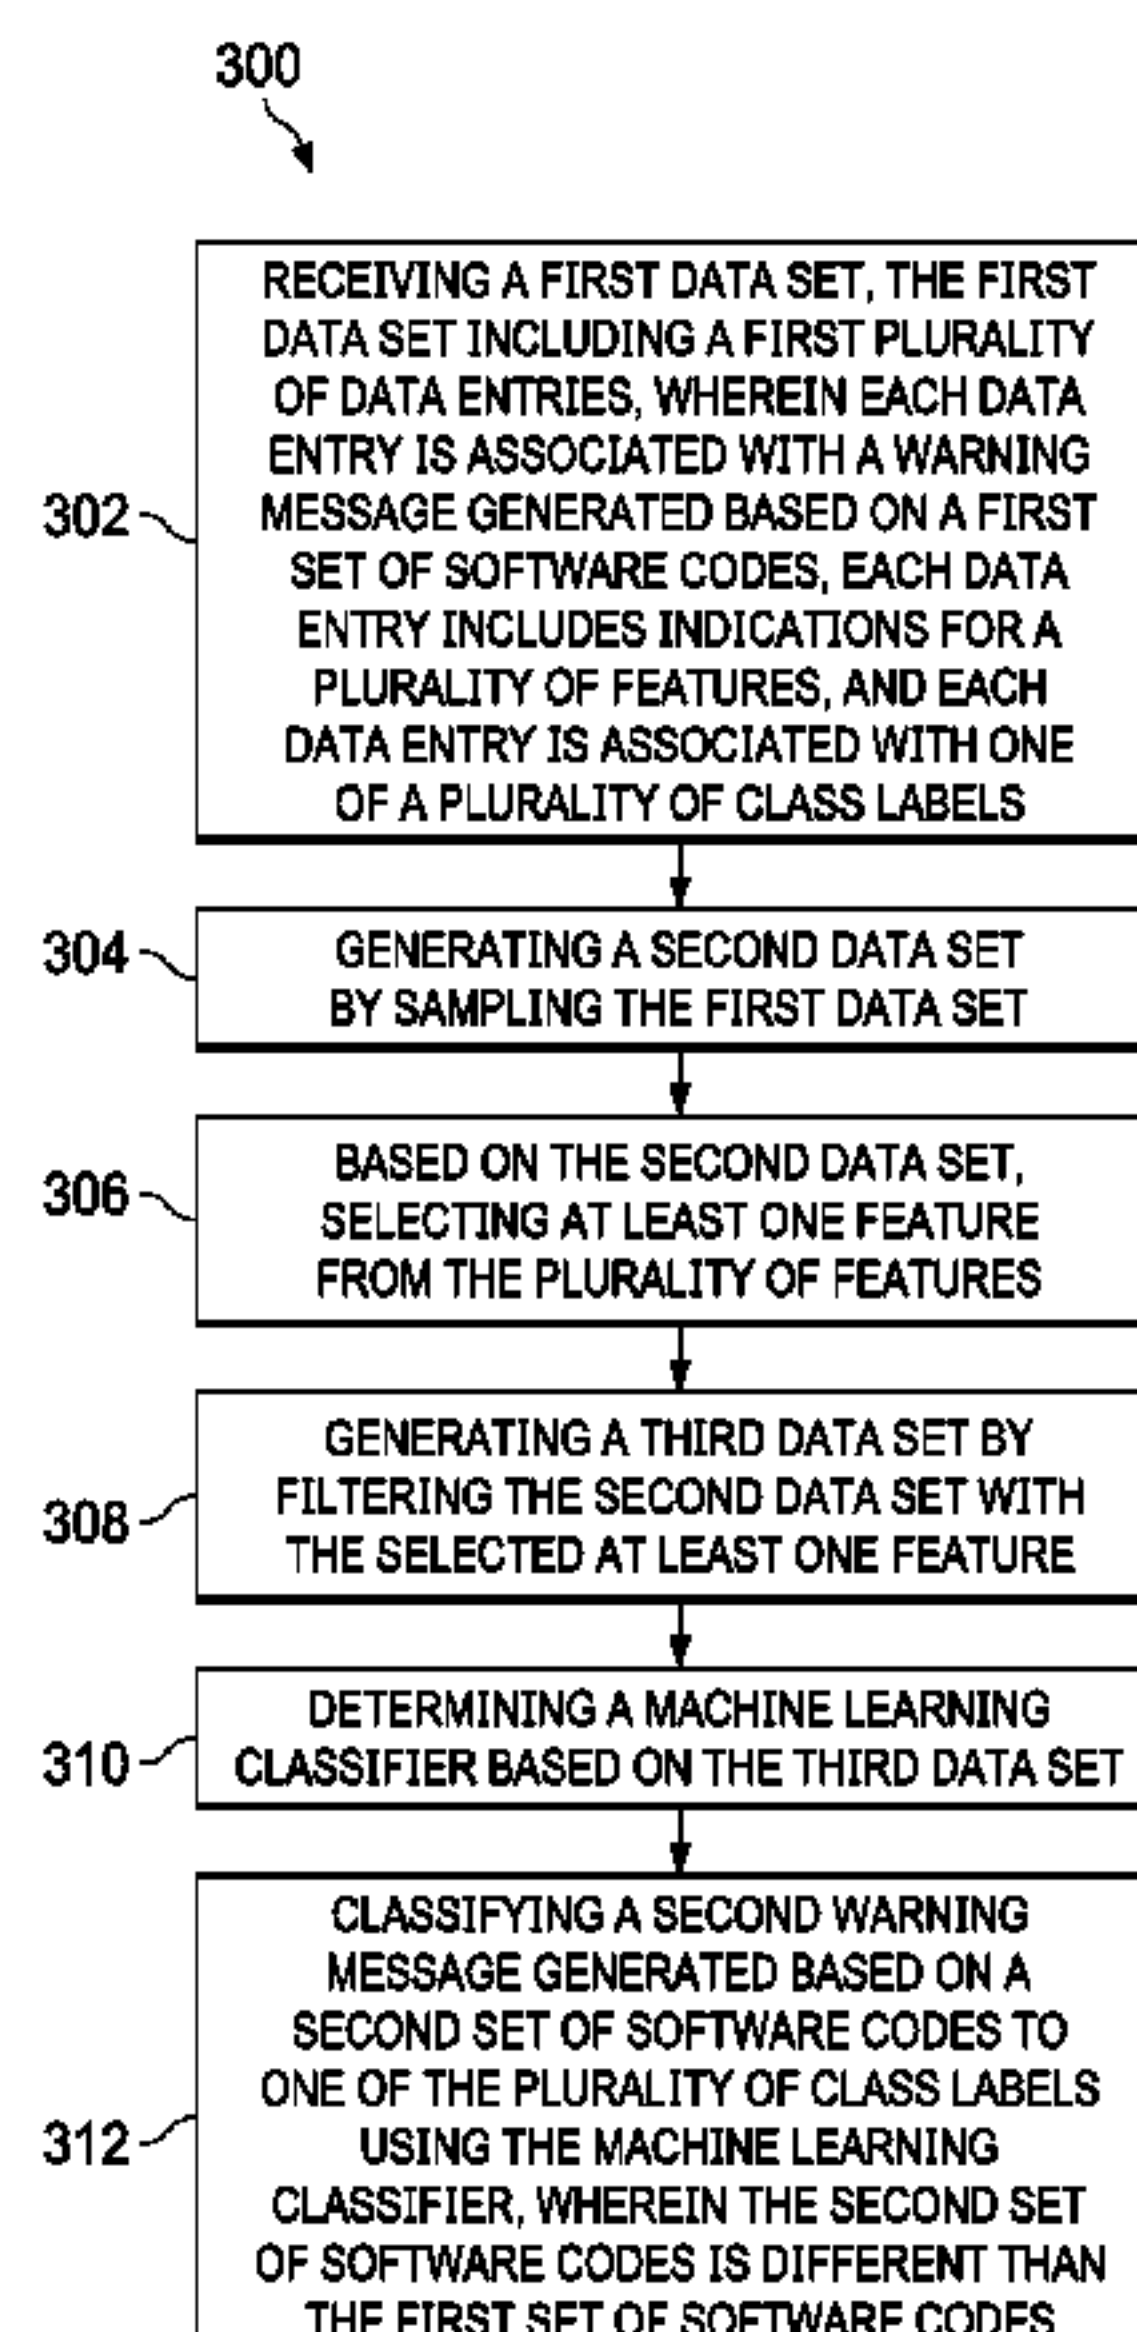 300
302
RECEIVING A FIRST DATA SET, THE FIRST
DATA SET INCLUDING A FIRST PLURALITY
OF DATA ENTRIES, WHEREIN EACH DATA
ENTRY IS ASSOCIATED WITH A WARNING
MESSAGE GENERATED BASED ON A FIRST
SET OF SOFTWARE CODES, EACH DATA
ENTRY INCLUDES INDICATIONS FOR A
PLURALITY OF FEATURES, AND EACH
DATA ENTRY IS ASSOCIATED WITH ONE
OF A PLURALITY OF CLASS LABELS
304
GENERATING A SECOND DATA SET
BY SAMPLING THE FIRST DATA SET
306
BASED ON THE SECOND DATA SET,
SELECTING AT LEAST ONE FEATURE
FROM THE PLURALITY OF FEATURES
308
GENERATING A THIRD DATA SET BY
FILTERING THE SECOND DATA SET WITH
THE SELECTED AT LEAST ONE FEATURE
310
DETERMINING A MACHINE LEARNING
CLASSIFIER BASED ON THE THIRD DATA SET
312
CLASSIFYING A SECOND WARNING
MESSAGE GENERATED BASED ON A
SECOND SET OF SOFTWARE CODES TO
ONE OF THE PLURALITY OF CLASS LABELS
USING THE MACHINE LEARNING
CLASSIFIER, WHEREIN THE SECOND SET
OF SOFTWARE CODES IS DIFFERENT THAN
THE FIRST SET OF SOFTWARE CODES